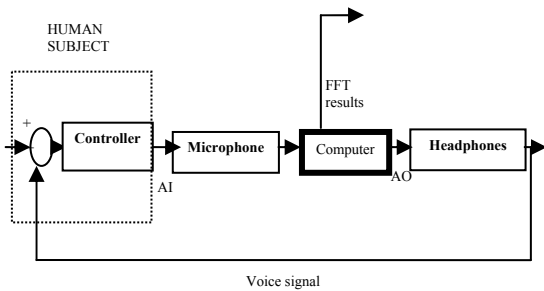 HUMAN
SUBJECT
FFT
results
+
Controller
Microphone
Computer
Headphones
AI
AO
Voice signal